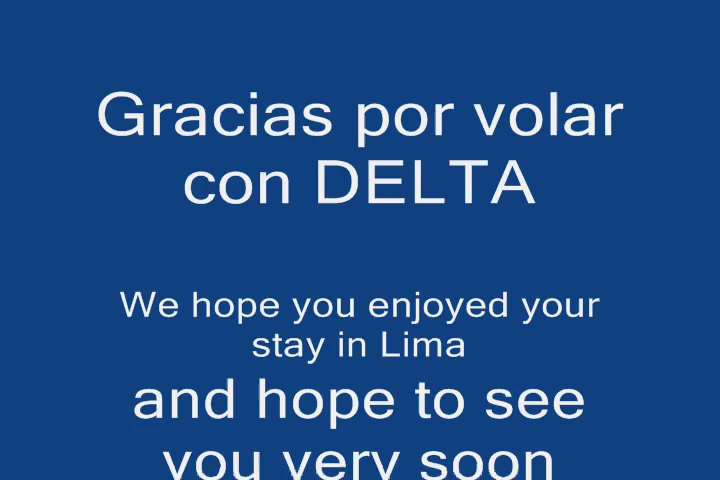 Gracias por volar
con DELTA
We hope you enjoyed your
stay in Lima
and hope to see
you very soon